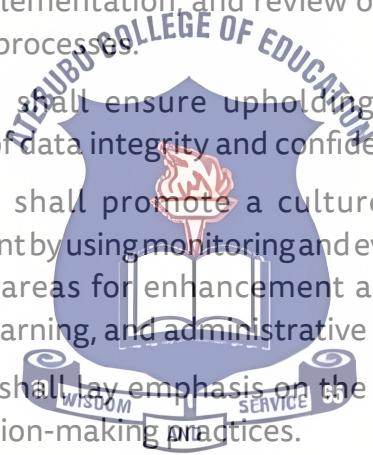 lementation, and review o
processes.
ATEBUBU COLLEGE OF EDUCATION
shall ensure upholding
f data integrity and confide
shall promote a culture
nt by using monitoring and ev
areas for enhancement a
arning, and administrative
shall lay emphasis on the
WISDOM AND SERVICE
ion-making practices.